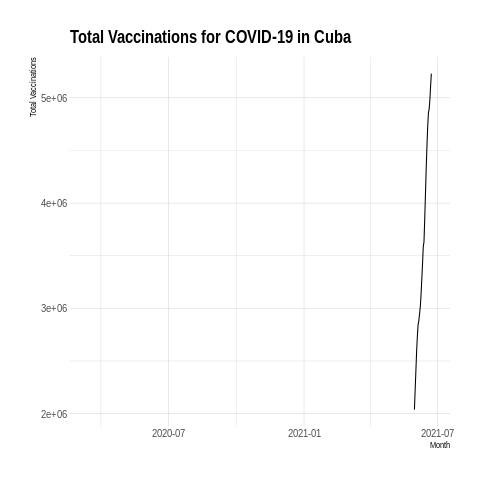 Total Vaccinations for COVID-19 in Cuba
Total Vaccinations
5e+06
4e+06
3e+06
2e+06
2020-07 2021-01 2021-07
Month